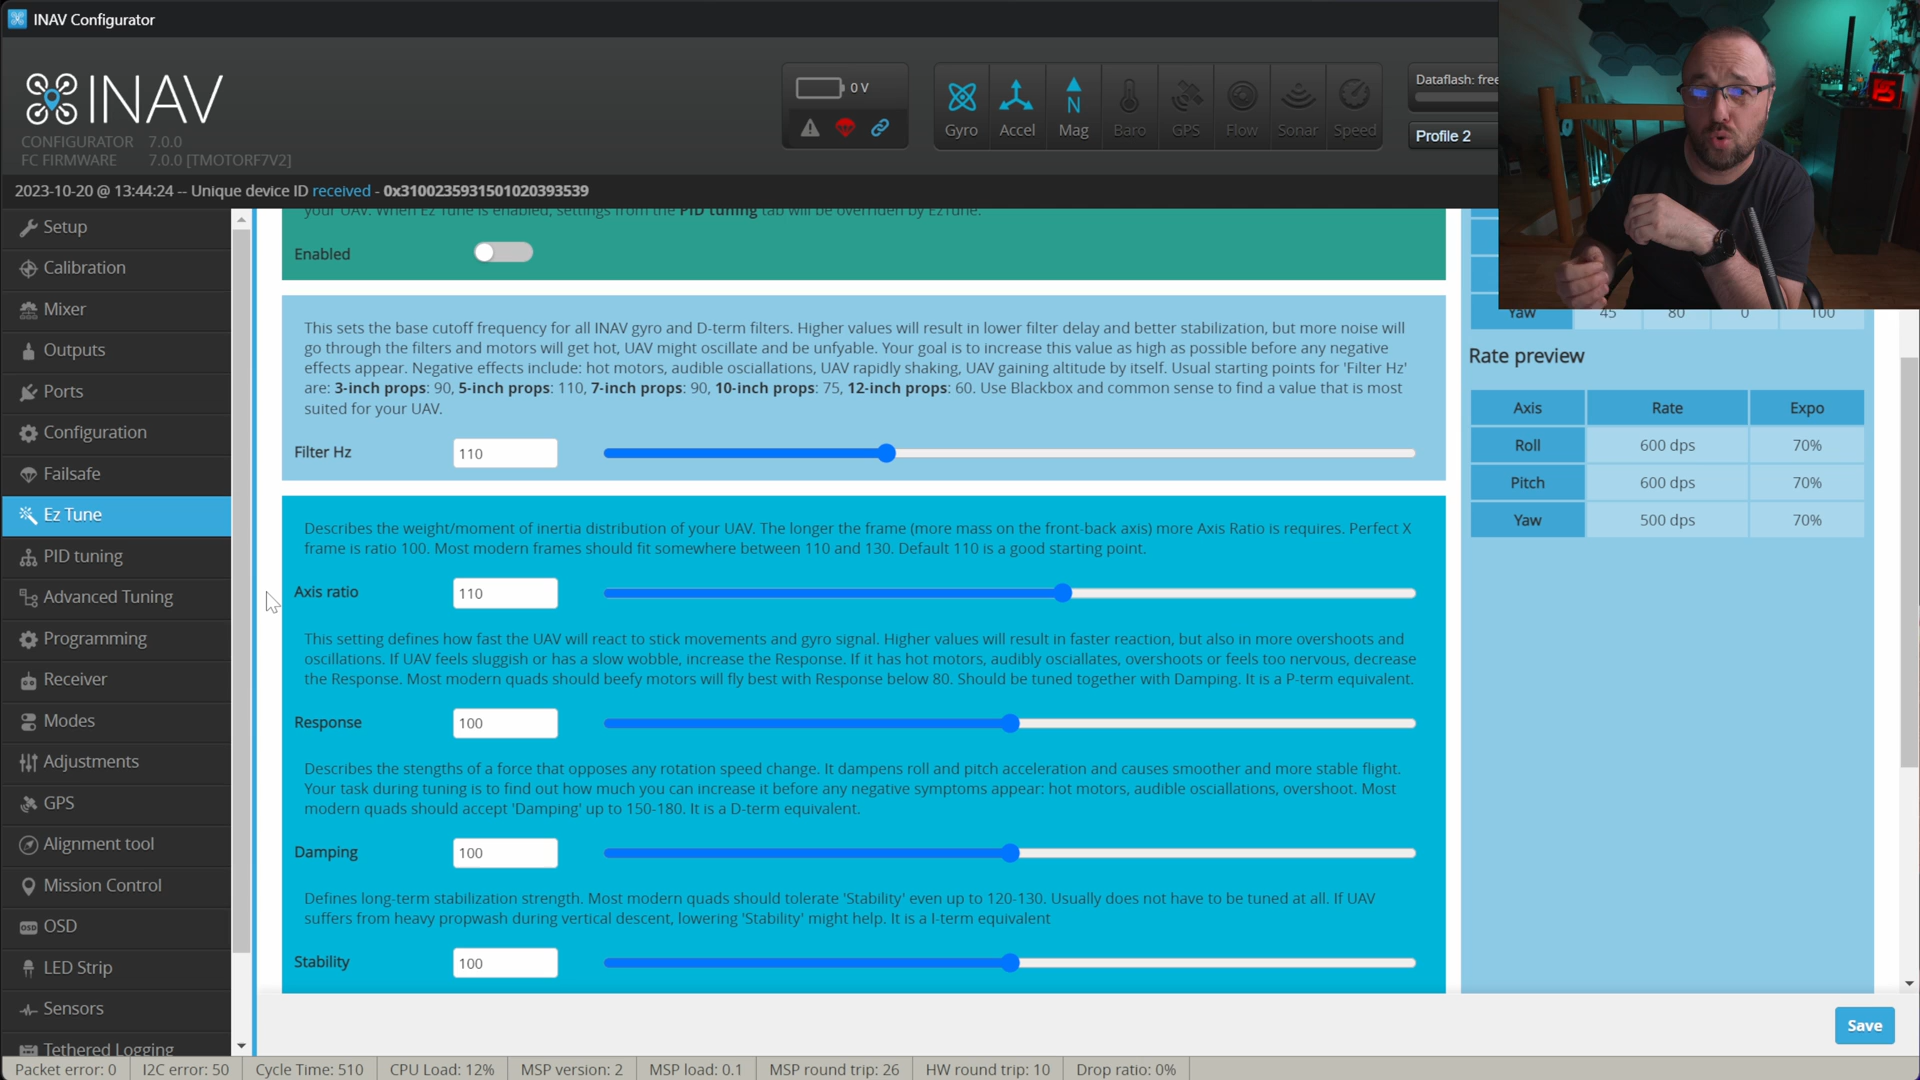 INAV Configurator
INAV
CONFIGURATOR 7.0.0
FC FIRMWARE 7.0.0 [TMOTORF7V2]
0 V
Gyro Accel Mag Baro GPS Flow Sonar Speed
Dataflash: free
Profile 2
2023-10-20 @ 13:44:24 -- Unique device ID received - 0x3100235931501020393539
Setup
Calibration
Mixer
Outputs
Ports
Configuration
Failsafe
Ez Tune
PID tuning
Advanced Tuning
Programming
Receiver
Modes
Adjustments
GPS
Alignment tool
Mission Control
OSD
LED Strip
Sensors
Tethered Logging
your UAV. When Ez Tune is enabled, settings from the PID tuning tab will be overriden by EzTune.
Enabled
This sets the base cutoff frequency for all INAV gyro and D-term filters. Higher values will result in lower filter delay and better stabilization, but more noise will
go through the filters and motors will get hot, UAV might oscillate and be unfyable. Your goal is to increase this value as high as possible before any negative
effects appear. Negative effects include: hot motors, audible osciallations, UAV rapidly shaking, UAV gaining altitude by itself. Usual starting points for 'Filter Hz'
are: 3-inch props: 90, 5-inch props: 110, 7-inch props: 90, 10-inch props: 75, 12-inch props: 60. Use Blackbox and common sense to find a value that is most
suited for your UAV.
Filter Hz 110
Describes the weight/moment of inertia distribution of your UAV. The longer the frame (more mass on the front-back axis) more Axis Ratio is requires. Perfect X
frame is ratio 100. Most modern frames should fit somewhere between 110 and 130. Default 110 is a good starting point.
Axis ratio 110
This setting defines how fast the UAV will react to stick movements and gyro signal. Higher values will result in faster reaction, but also in more overshoots and
oscillations. If UAV feels sluggish or has a slow wobble, increase the Response. If it has hot motors, audibly osciallates, overshoots or feels too nervous, decrease
the Response. Most modern quads should beefy motors will fly best with Response below 80. Should be tuned together with Damping. It is a P-term equivalent.
Response 100
Describes the stengths of a force that opposes any rotation speed change. It dampens roll and pitch acceleration and causes smoother and more stable flight.
Your task during tuning is to find out how much you can increase it before any negative symptoms appear: hot motors, audible osciallations, overshoot. Most
modern quads should accept 'Damping' up to 150-180. It is a D-term equivalent.
Damping 100
Defines long-term stabilization strength. Most modern quads should tolerate 'Stability' even up to 120-130. Usually does not have to be tuned at all. If UAV
suffers from heavy propwash during vertical descent, lowering 'Stability' might help. It is a I-term equivalent
Stability 100
Yaw 45 80 0 100
Rate preview
Axis Rate Expo
Roll 600 dps 70%
Pitch 600 dps 70%
Yaw 500 dps 70%
Save
Packet error: 0 I2C error: 50 Cycle Time: 510 CPU Load: 12% MSP version: 2 MSP load: 0.1 MSP round trip: 26 HW round trip: 10 Drop ratio: 0%